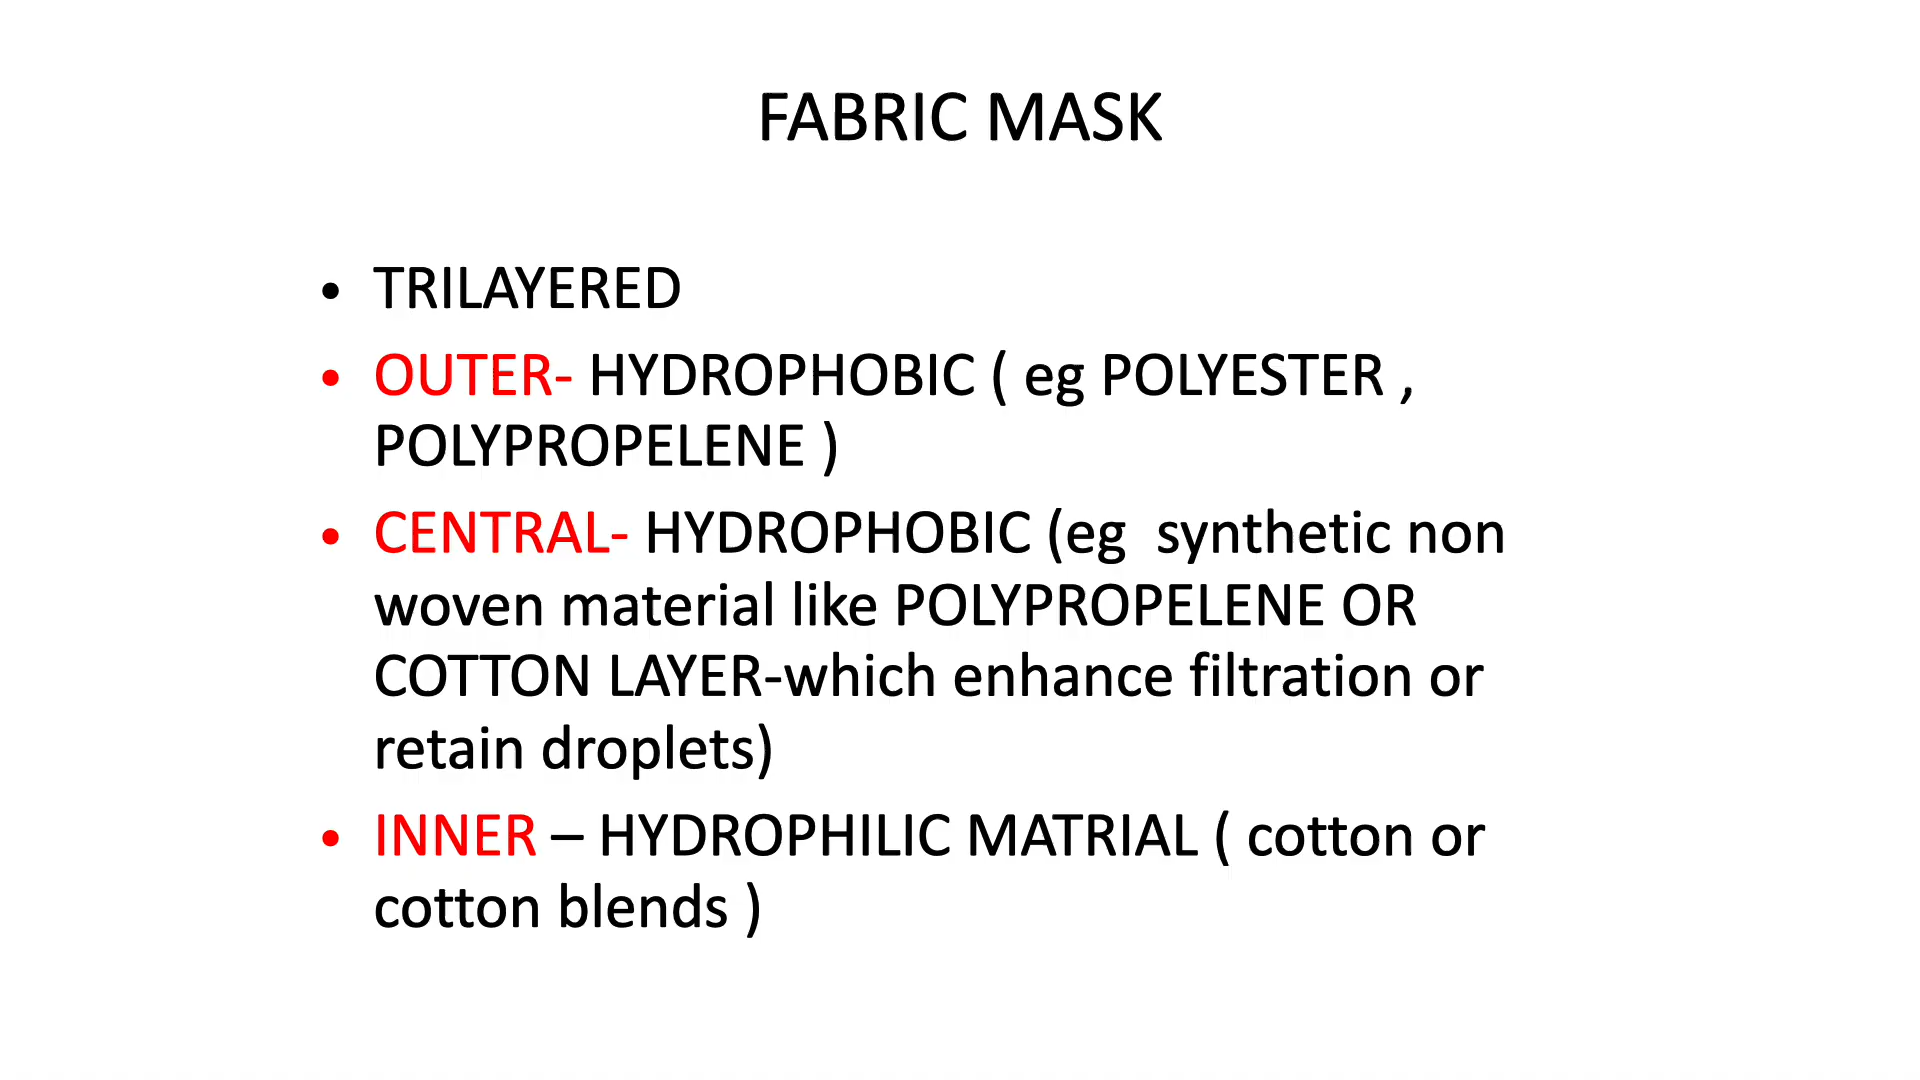 FABRIC MASK
• TRILAYERED
• OUTER- HYDROPHOBIC ( eg POLYESTER ,
POLYPROPELENE )
• CENTRAL- HYDROPHOBIC (eg  synthetic non
woven material like POLYPROPELENE OR
COTTON LAYER-which enhance filtration or
retain droplets)
• INNER – HYDROPHILIC MATRIAL ( cotton or
cotton blends )